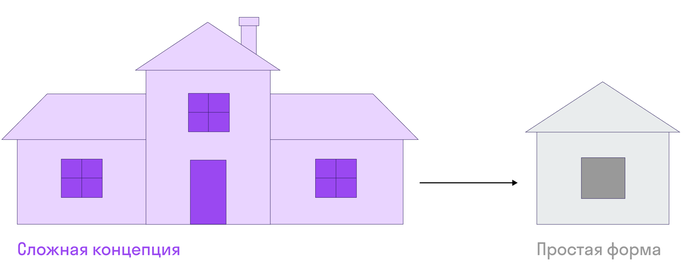 Сложная концепция
Простая форма